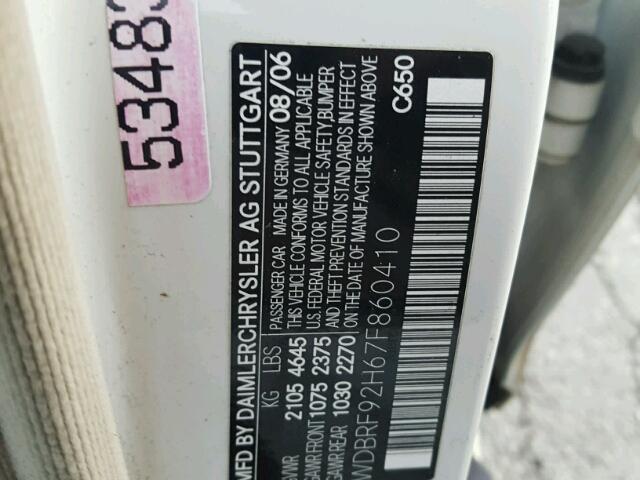 5348
MFD BY DAIMLERCHRYSLER AG STUTTGART
PASSENGER CAR MADE IN GERMANY 08/06
KG LBS
GVWR 2105 4645
GAWR FRONT 1075 2375
GAWR REAR 1030 2270
THIS VEHICLE CONFORMS TO ALL APPLICABLE
U.S. FEDERAL MOTOR VEHICLE SAFETY, BUMPER
AND THEFT PREVENTION STANDARDS IN EFFECT
ON THE DATE OF MANUFACTURE SHOWN ABOVE
WDBRF92H67F860410
C650